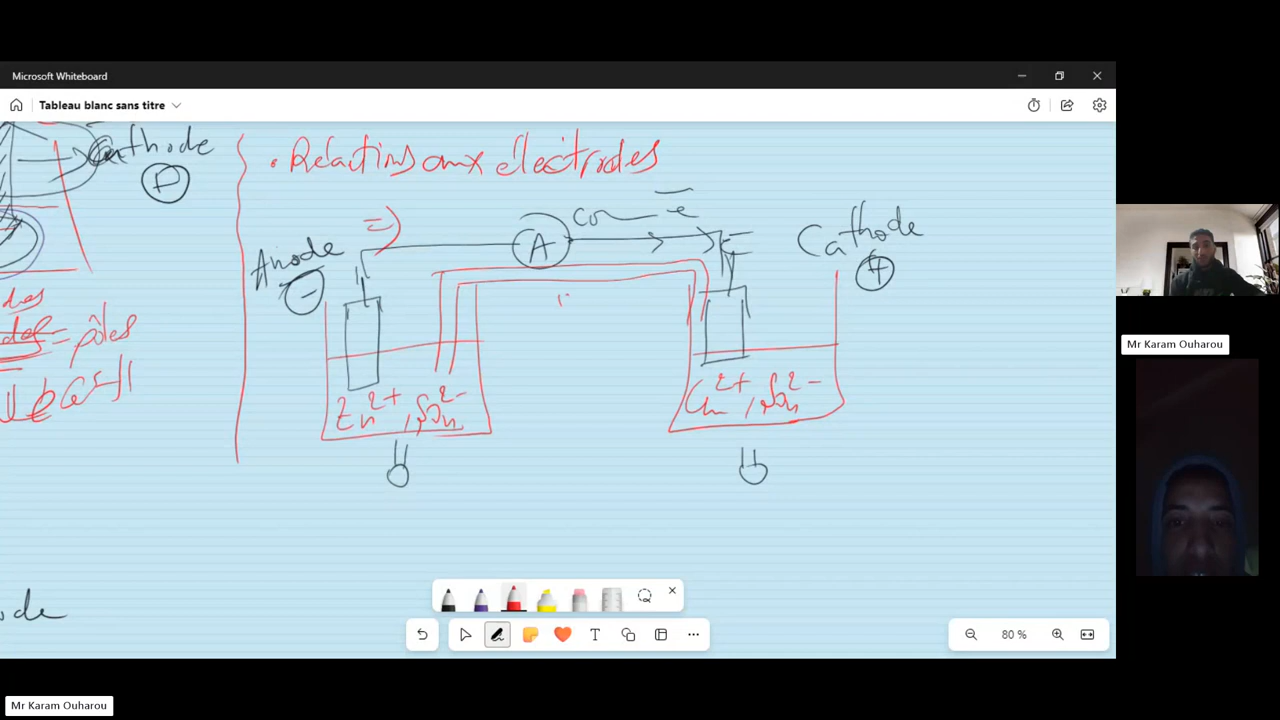 Microsoft Whiteboard
Tableau blanc sans titre
Cathode
• Réactions aux électrodes
=)
A
e-
Anode
-
Cathode
+
= pôles
Zn2+, SO42-
Cu2+, SO42-
80 %
Mr Karam Ouharou
Mr Karam Ouharou